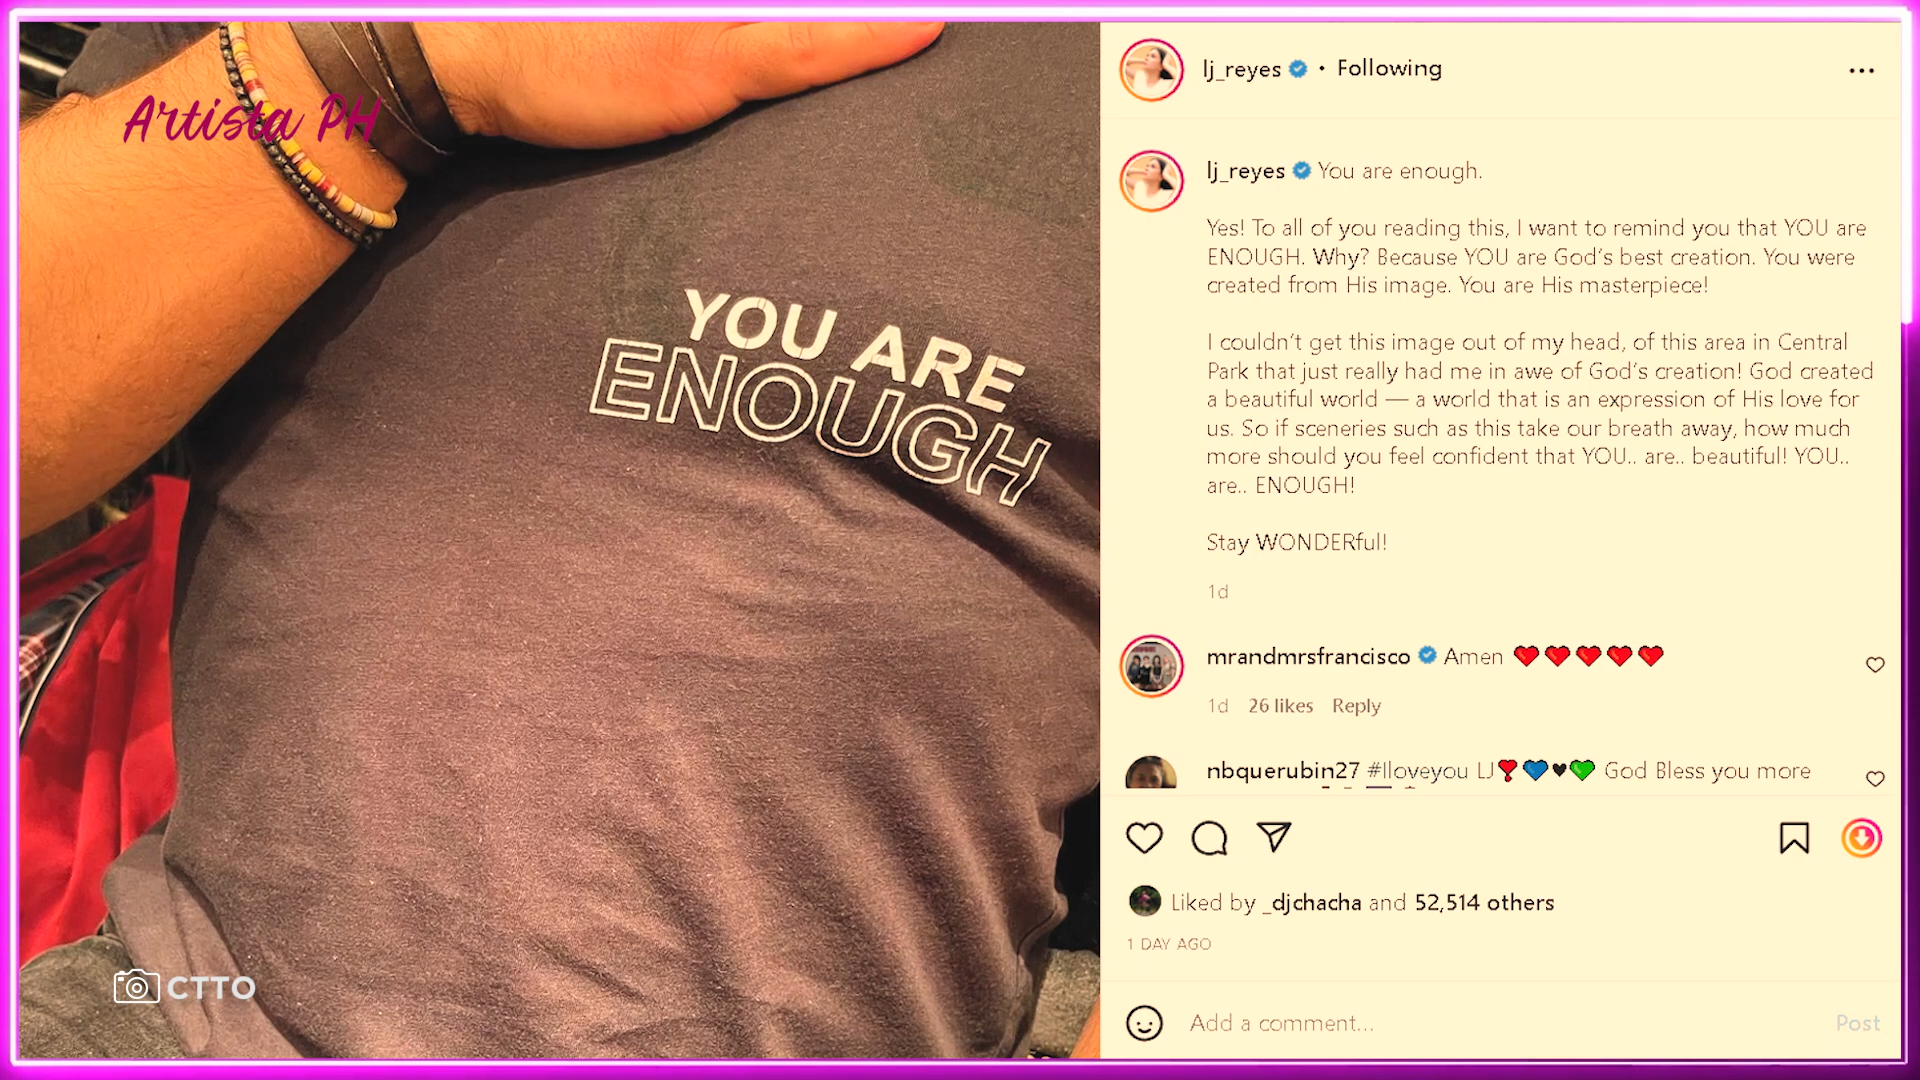 Artista PH
YOU ARE
ENOUGH
CTTO
lj_reyes • Following
lj_reyes You are enough.
Yes! To all of you reading this, I want to remind you that YOU are
ENOUGH. Why? Because YOU are God's best creation. You were
created from His image. You are His masterpiece!
I couldn't get this image out of my head, of this area in Central
Park that just really had me in awe of God's creation! God created
a beautiful world — a world that is an expression of His love for
us. So if sceneries such as this take our breath away, how much
more should you feel confident that YOU.. are.. beautiful! YOU..
are.. ENOUGH!
Stay WONDERful!
1d
mrandmrsfrancisco Amen ❤️❤️❤️❤️❤️
1d 26 likes Reply
nbquerubin27 #Iloveyou LJ❣️💙🖤💚 God Bless you more
Liked by _djchacha and 52,514 others
1 DAY AGO
Add a comment...
Post